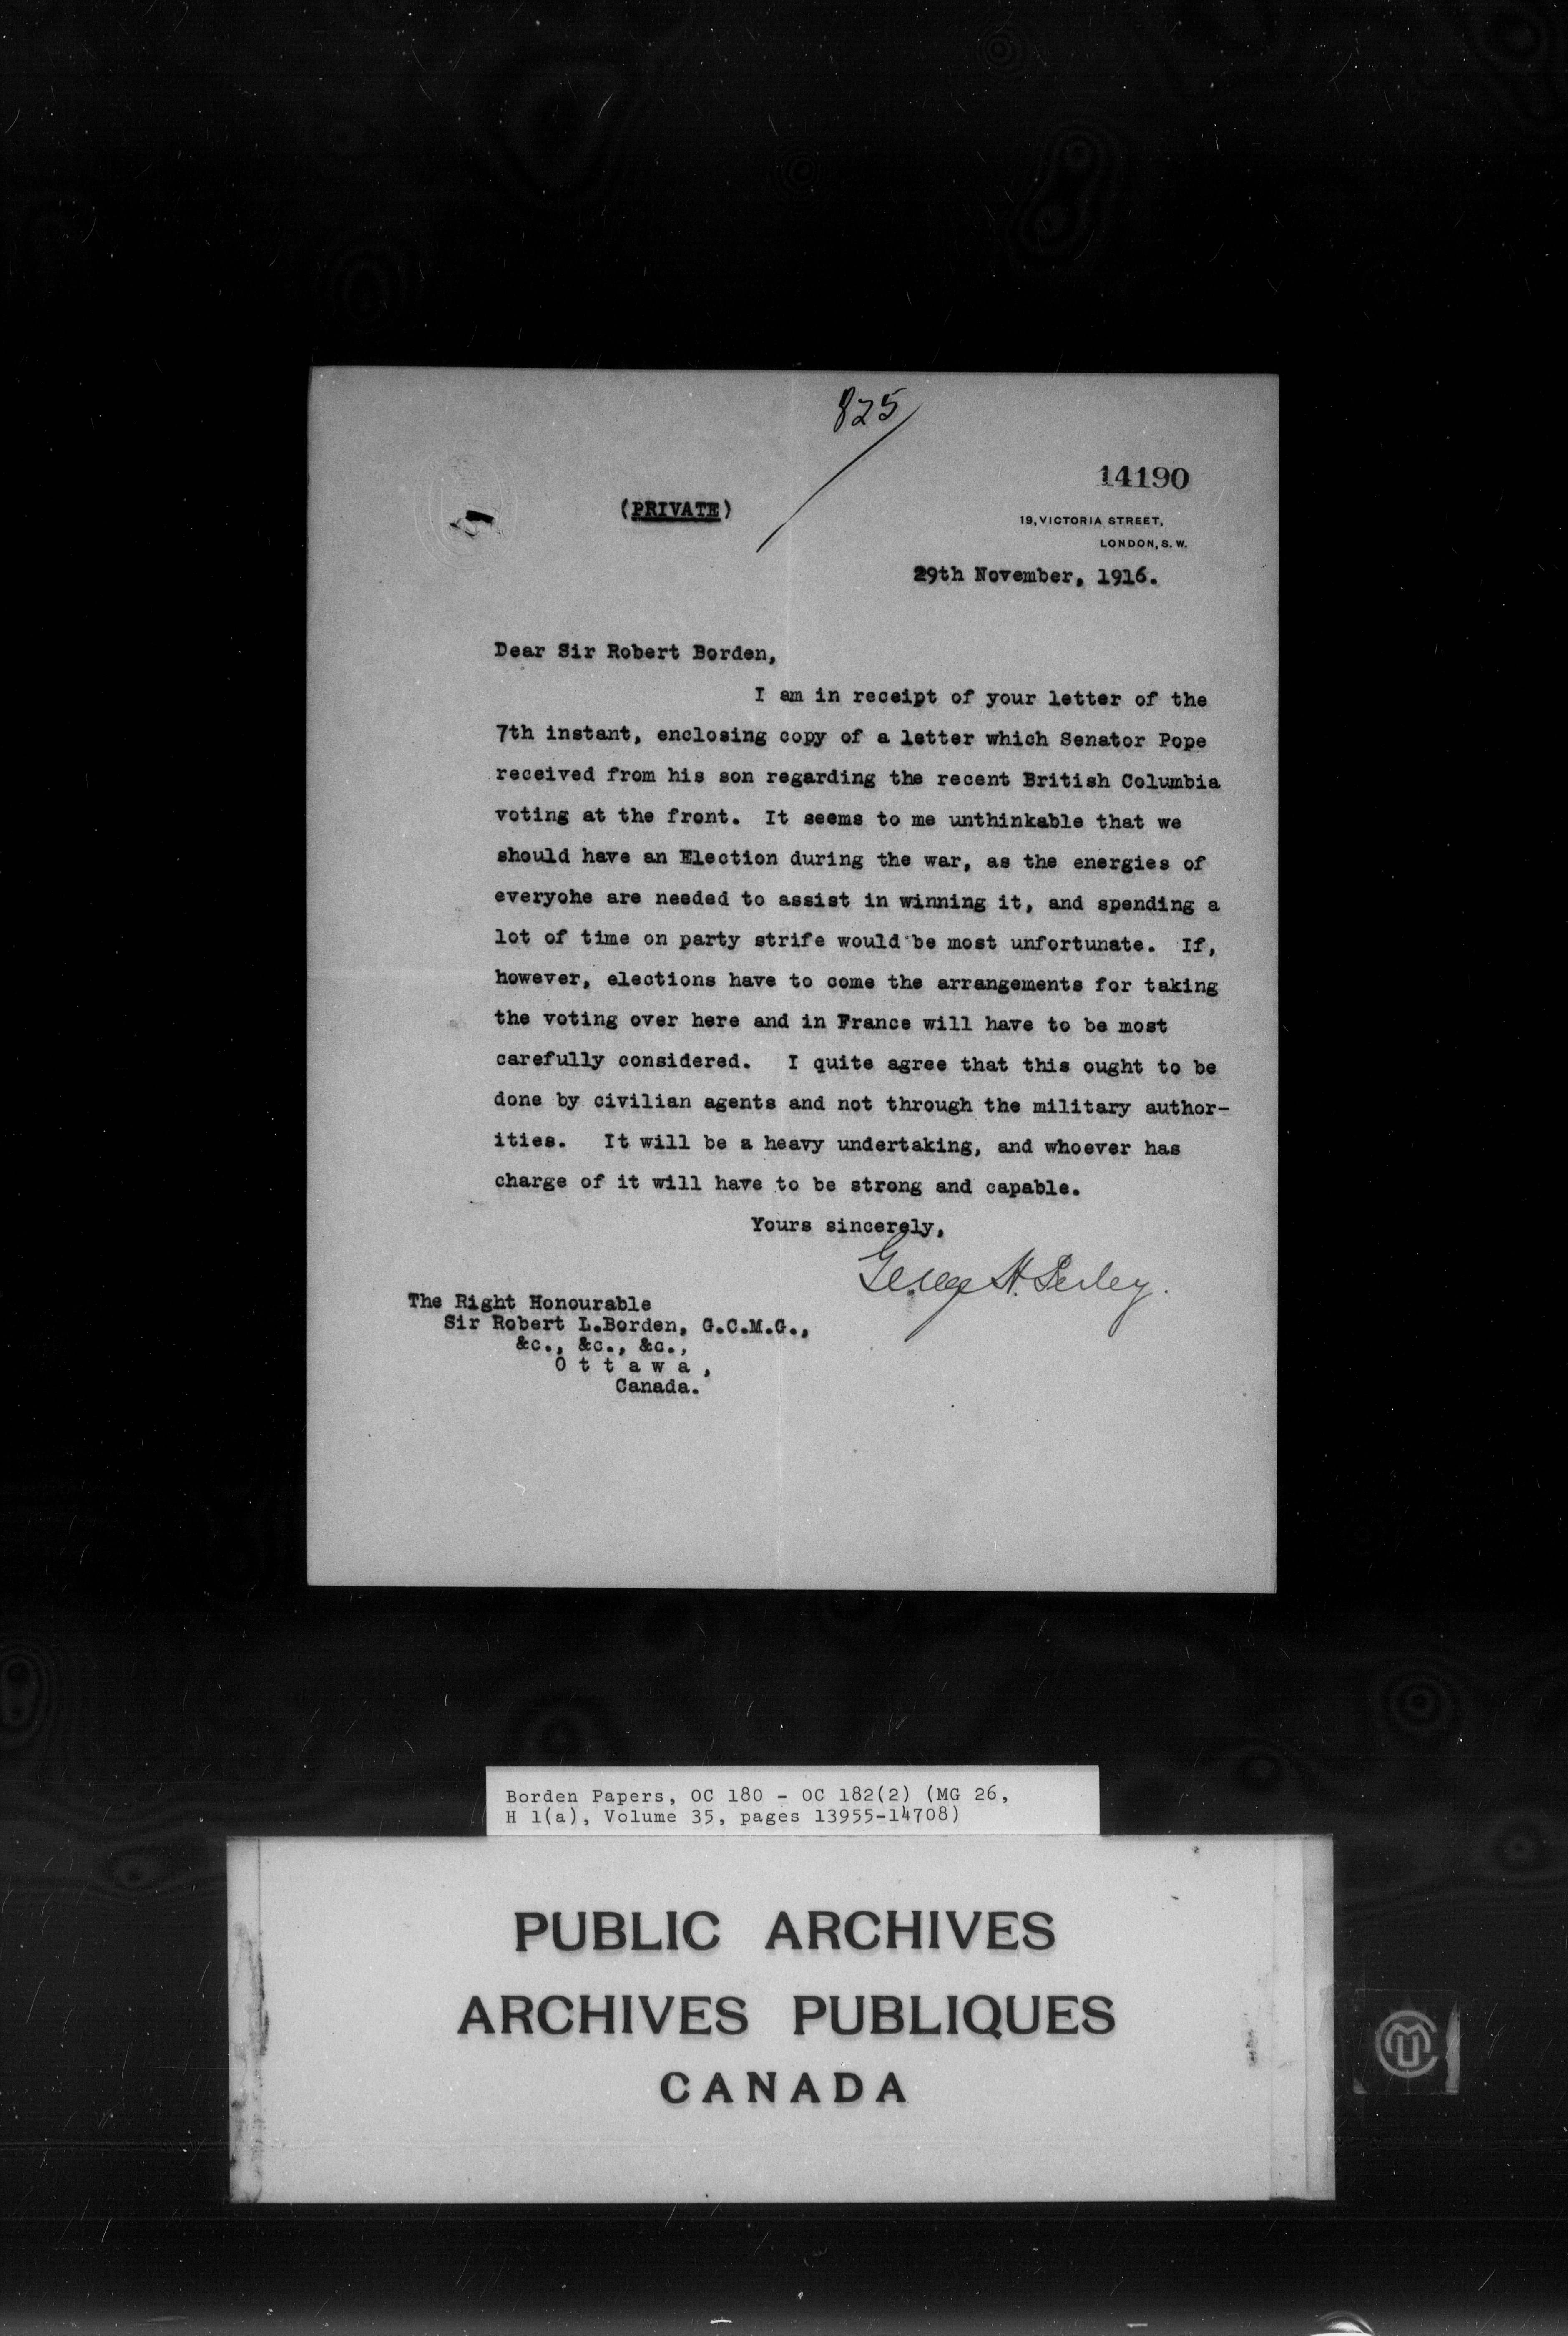 825
14190
(PRIVATE)
19, VICTORIA STREET,
LONDON, S.W.
29th November, 1916.
Dear Sir Robert Borden,
I am in receipt of your letter of the
7th instant, enclosing copy of a letter which Senator Pope
received from his son regarding the recent British Columbia
voting at the front. It seems to me unthinkable that we
should have an Election during the war, as the energies of
everyohe are needed to assist in winning it, and spending a
lot of time on party strife would be most unfortunate. If,
however, elections have to come the arrangements for taking
the voting over here and in France will have to be most
carefully considered. I quite agree that this ought to be
done by civilian agents and not through the military author-
ities. It will be a heavy undertaking, and whoever has
charge of it will have to be strong and capable.
Yours sincerely,
George H. Perley.
The Right Honourable
Sir Robert L.Borden, G.C.M.G.,
&c., &c., &c.,
O t t a w a ,
Canada.
Borden Papers, OC 180 - OC 182(2) (MG 26,
H 1(a), Volume 35, pages 13955-14708)
PUBLIC ARCHIVES
ARCHIVES PUBLIQUES
CANADA